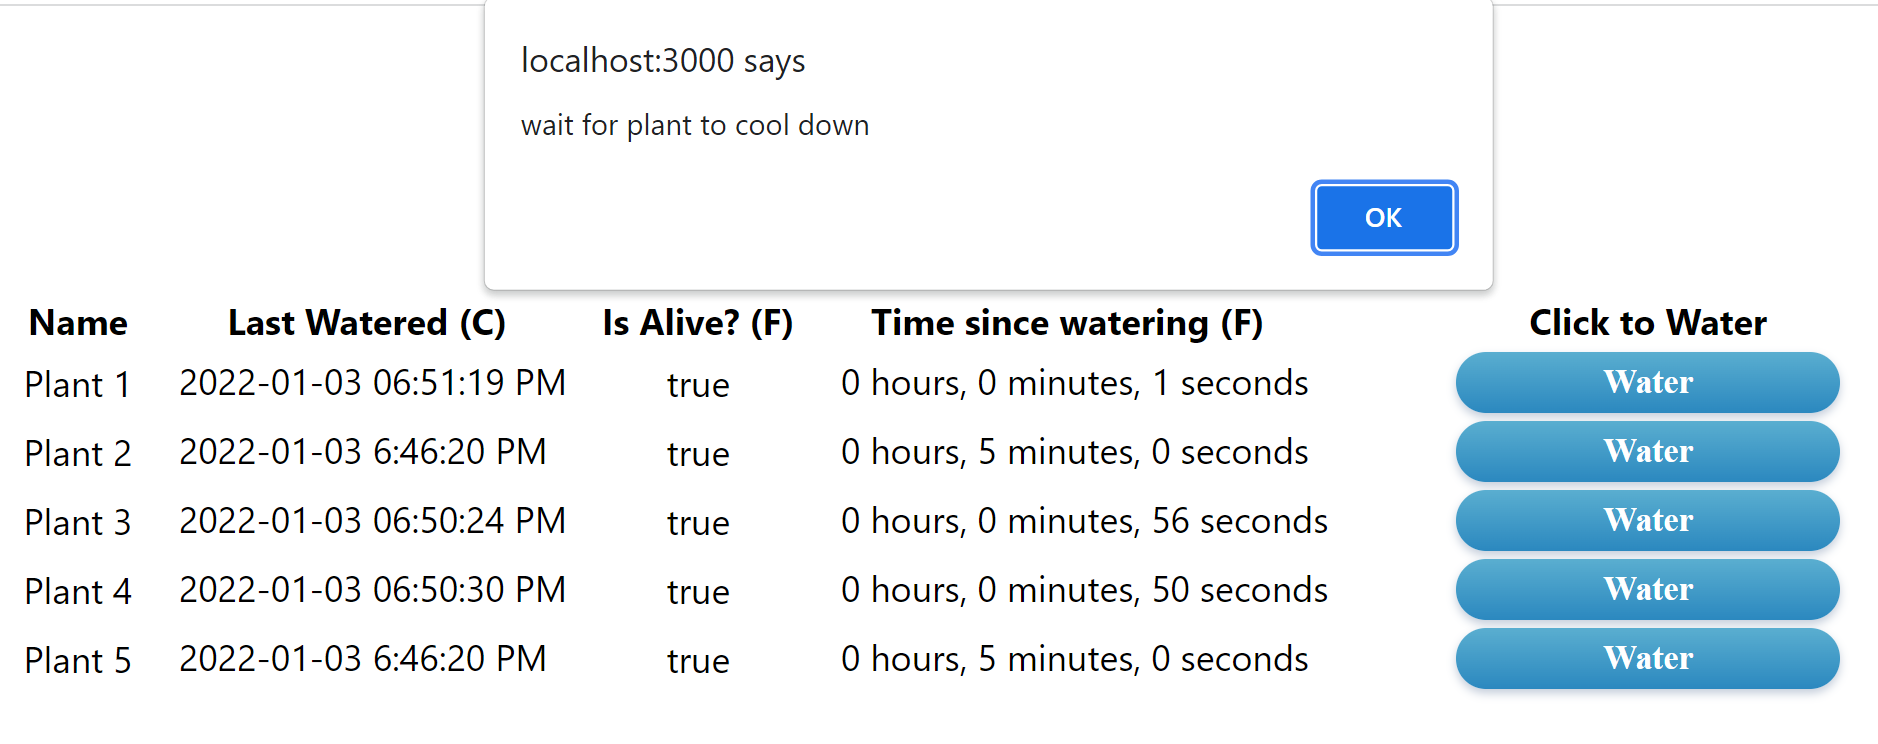 localhost:3000 says
wait for plant to cool down
OK
Name Last Watered (C) Is Alive? (F) Time since watering (F) Click to Water
Plant 1 2022-01-03 06:51:19 PM true 0 hours, 0 minutes, 1 seconds Water
Plant 2 2022-01-03 6:46:20 PM true 0 hours, 5 minutes, 0 seconds Water
Plant 3 2022-01-03 06:50:24 PM true 0 hours, 0 minutes, 56 seconds Water
Plant 4 2022-01-03 06:50:30 PM true 0 hours, 0 minutes, 50 seconds Water
Plant 5 2022-01-03 6:46:20 PM true 0 hours, 5 minutes, 0 seconds Water